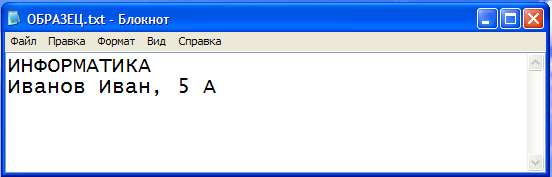 ОБРАЗЕЦ.txt - Блокнот
Файл Правка Формат Вид Справка
ИНФОРМАТИКА
Иванов Иван, 5 А